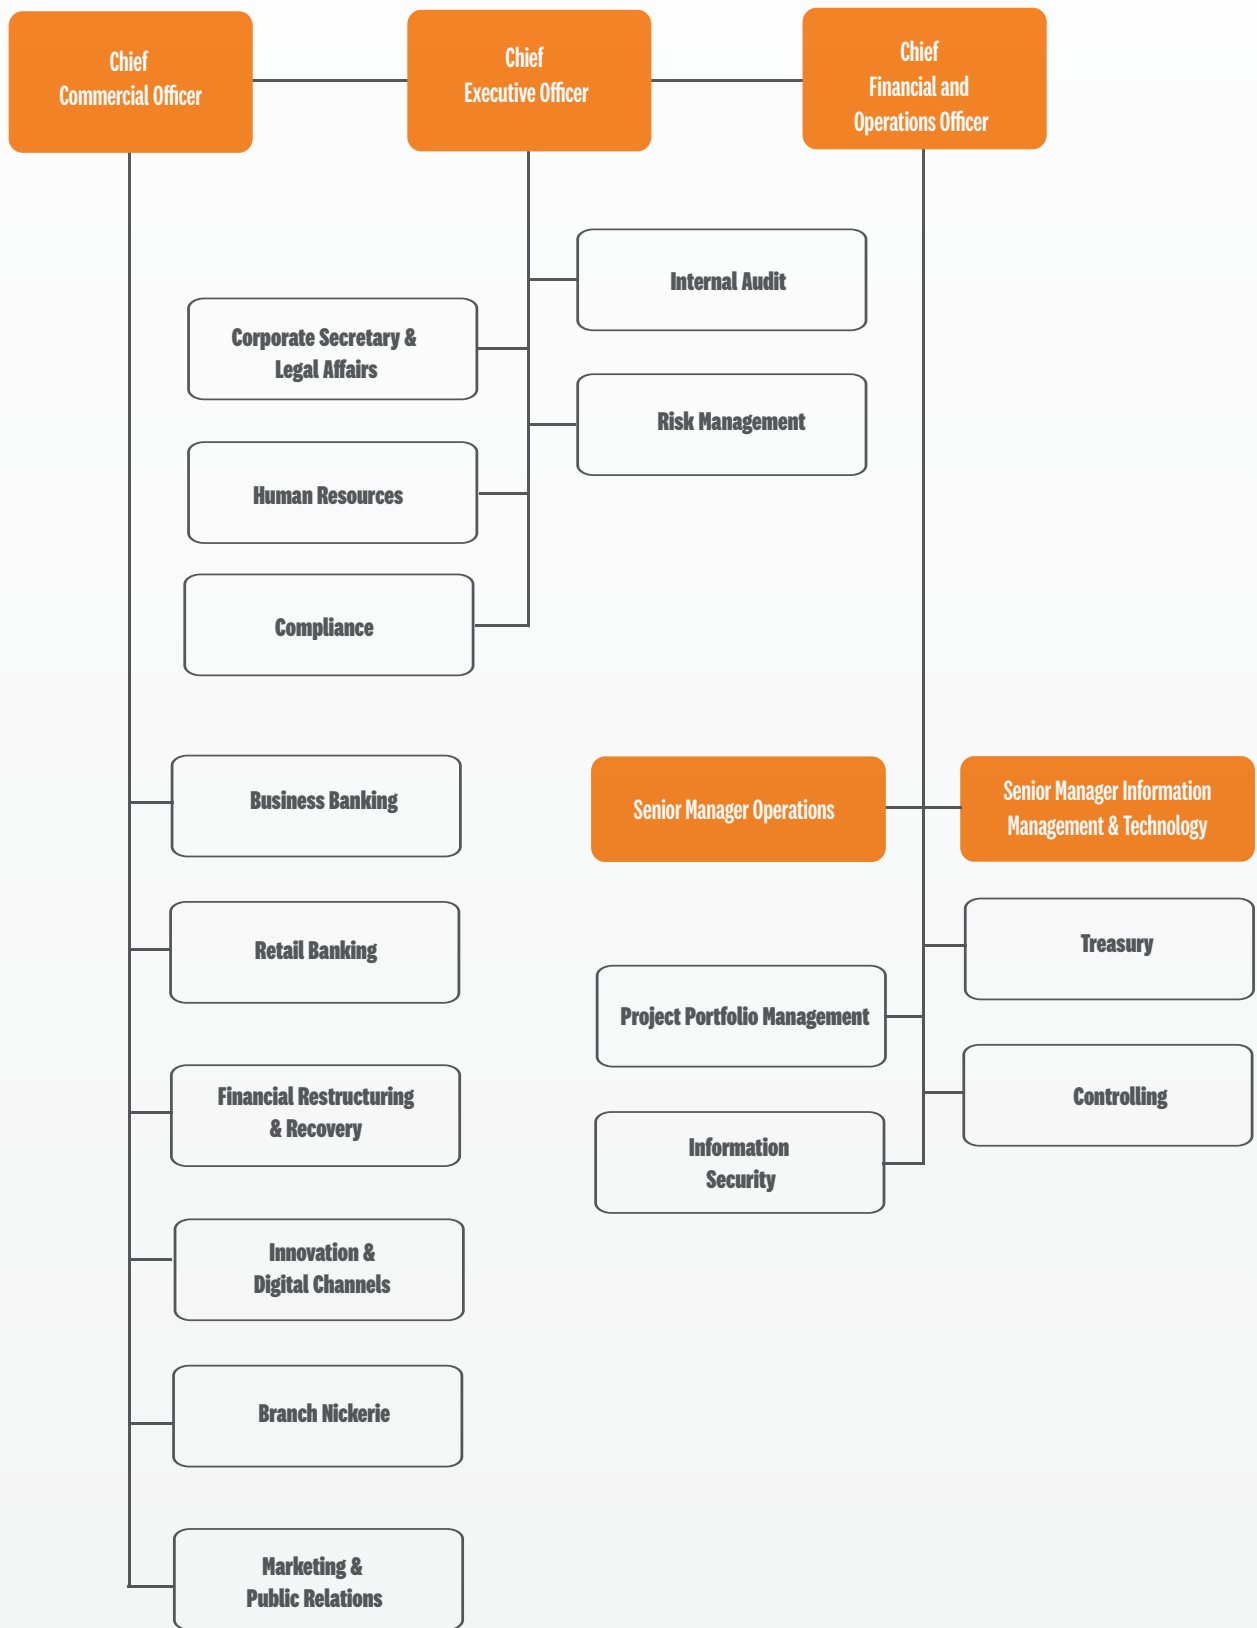 Chief
Commercial Officer
Chief
Executive Officer
Chief
Financial and
Operations Officer
Internal Audit
Corporate Secretary &
Legal Affairs
Risk Management
Human Resources
Compliance
Business Banking
Senior Manager Operations
Senior Manager Information
Management & Technology
Retail Banking
Treasury
Project Portfolio Management
Financial Restructuring
& Recovery
Controlling
Information
Security
Innovation &
Digital Channels
Branch Nickerie
Marketing &
Public Relations